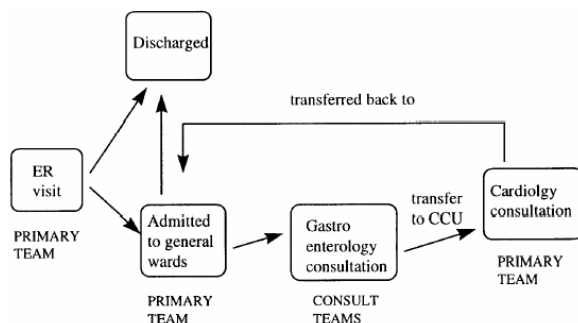 Discharged
transferred back to
ER
visit
PRIMARY
TEAM
Admitted
to general
wards
PRIMARY
TEAM
Gastro
enterology
consultation
CONSULT
TEAMS
transfer
to CCU
Cardiolgy
consultation
PRIMARY
TEAM